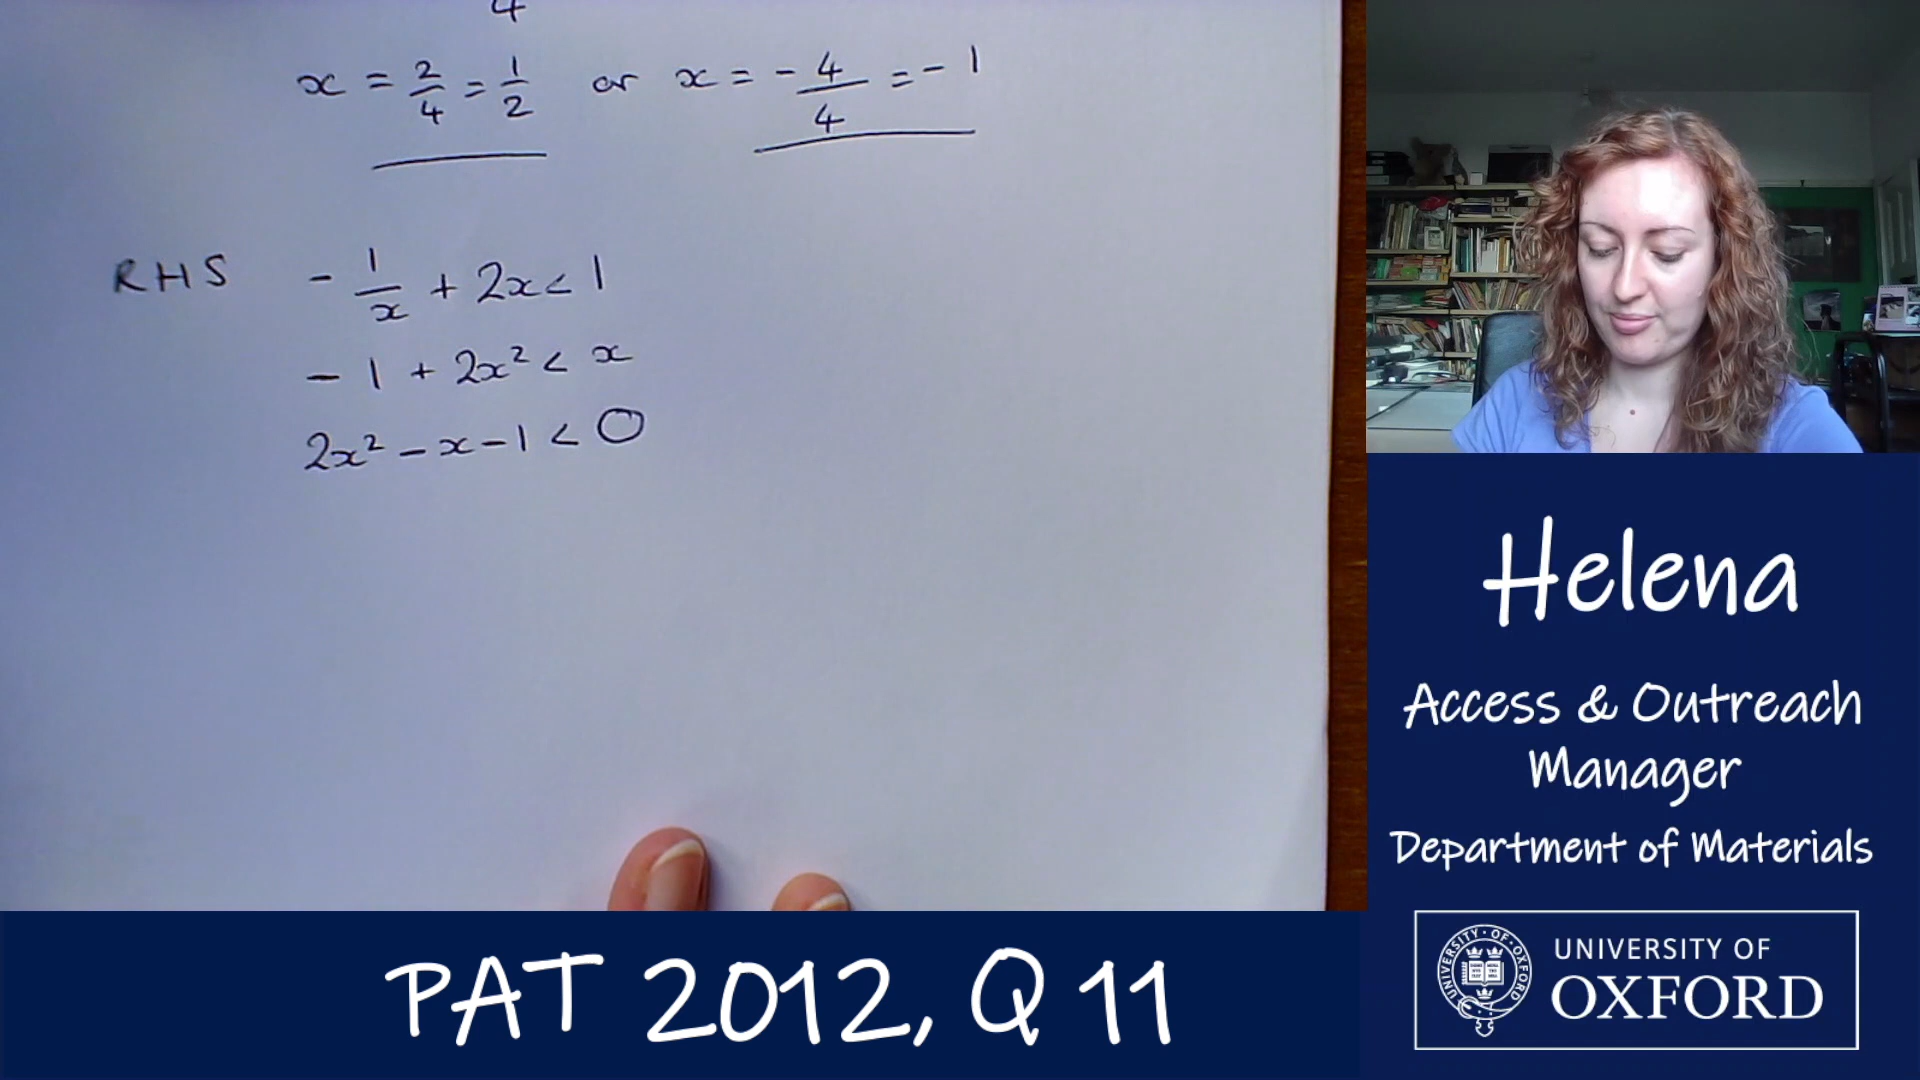 4
x = 2/4 = 1/2 or x = -4/4 = -1
RHS -1/x + 2x < 1
-1 + 2x² < x
2x² - x - 1 < 0
Helena
Access & Outreach
Manager
Department of Materials
UNIVERSITY OF
OXFORD
PAT 2012, Q 11